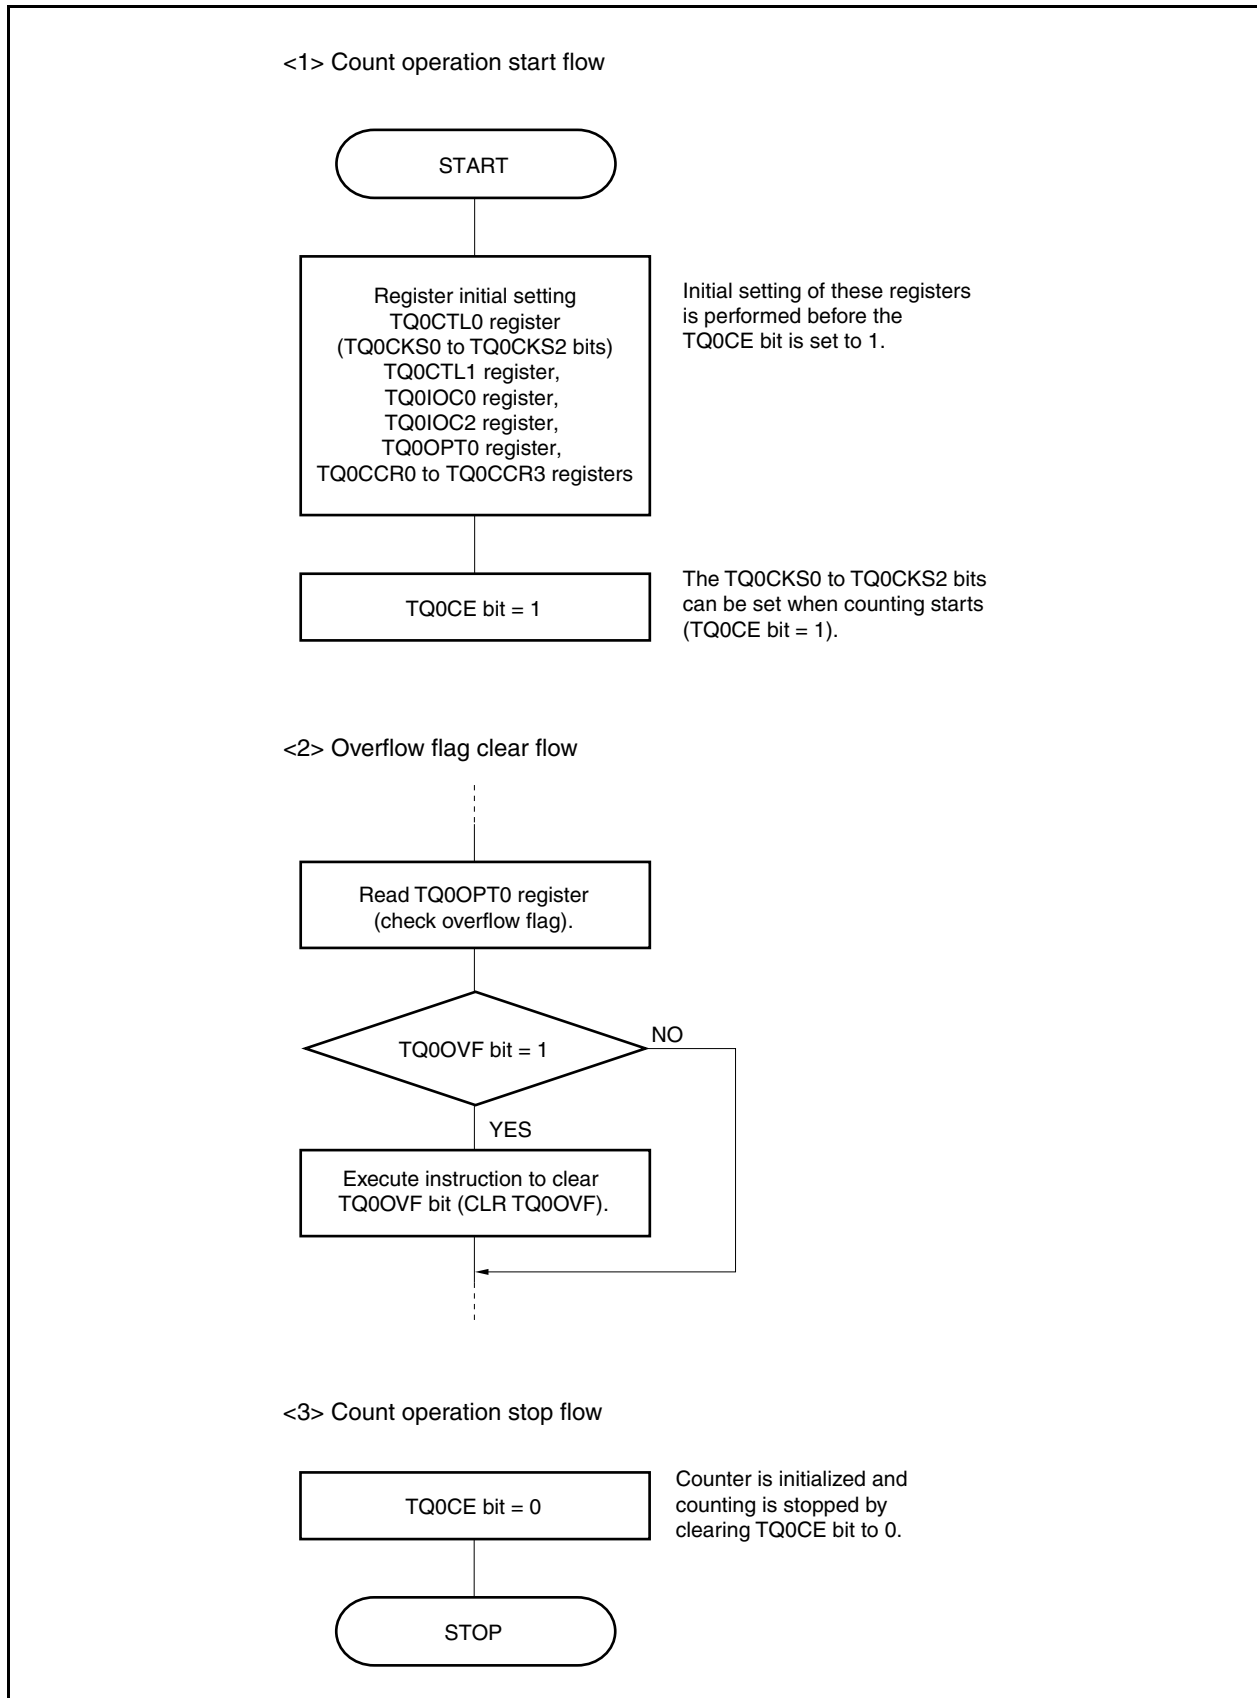 <1> Count operation start flow
START
Register initial setting
TQ0CTL0 register
(TQ0CKS0 to TQ0CKS2 bits)
TQ0CTL1 register,
TQ0IOC0 register,
TQ0IOC2 register,
TQ0OPT0 register,
TQ0CCR0 to TQ0CCR3 registers
Initial setting of these registers
is performed before the
TQ0CE bit is set to 1.
TQ0CE bit = 1
The TQ0CKS0 to TQ0CKS2 bits
can be set when counting starts
(TQ0CE bit = 1).
<2> Overflow flag clear flow
Read TQ0OPT0 register
(check overflow flag).
TQ0OVF bit = 1
NO
YES
Execute instruction to clear
TQ0OVF bit (CLR TQ0OVF).
<3> Count operation stop flow
TQ0CE bit = 0
Counter is initialized and
counting is stopped by
clearing TQ0CE bit to 0.
STOP